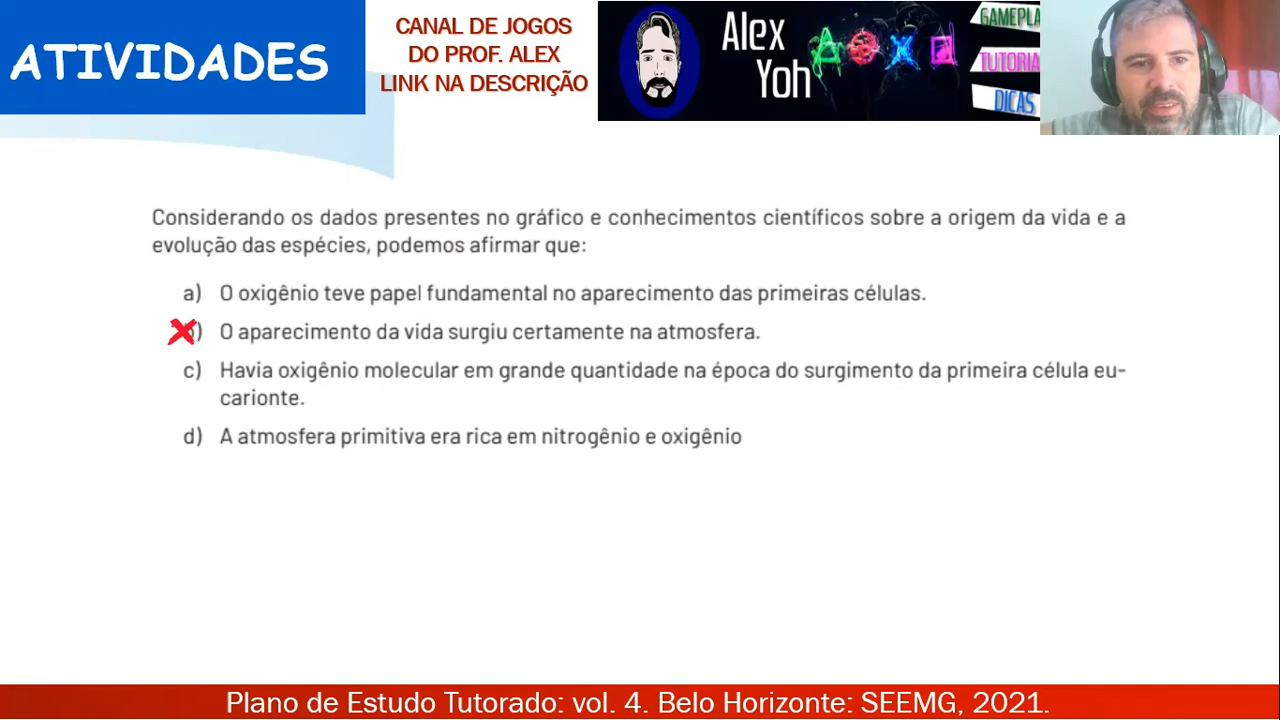 ATIVIDADES
CANAL DE JOGOS
DO PROF. ALEX
LINK NA DESCRIÇÃO
Alex
Yoh
GAMEPLA
TUTORIA
DICAS
Considerando os dados presentes no gráfico e conhecimentos científicos sobre a origem da vida e a
evolução das espécies, podemos afirmar que:
a) O oxigênio teve papel fundamental no aparecimento das primeiras células.
b) O aparecimento da vida surgiu certamente na atmosfera.
c) Havia oxigênio molecular em grande quantidade na época do surgimento da primeira célula eu-
carionte.
d) A atmosfera primitiva era rica em nitrogênio e oxigênio
Plano de Estudo Tutorado: vol. 4. Belo Horizonte: SEEMG, 2021.